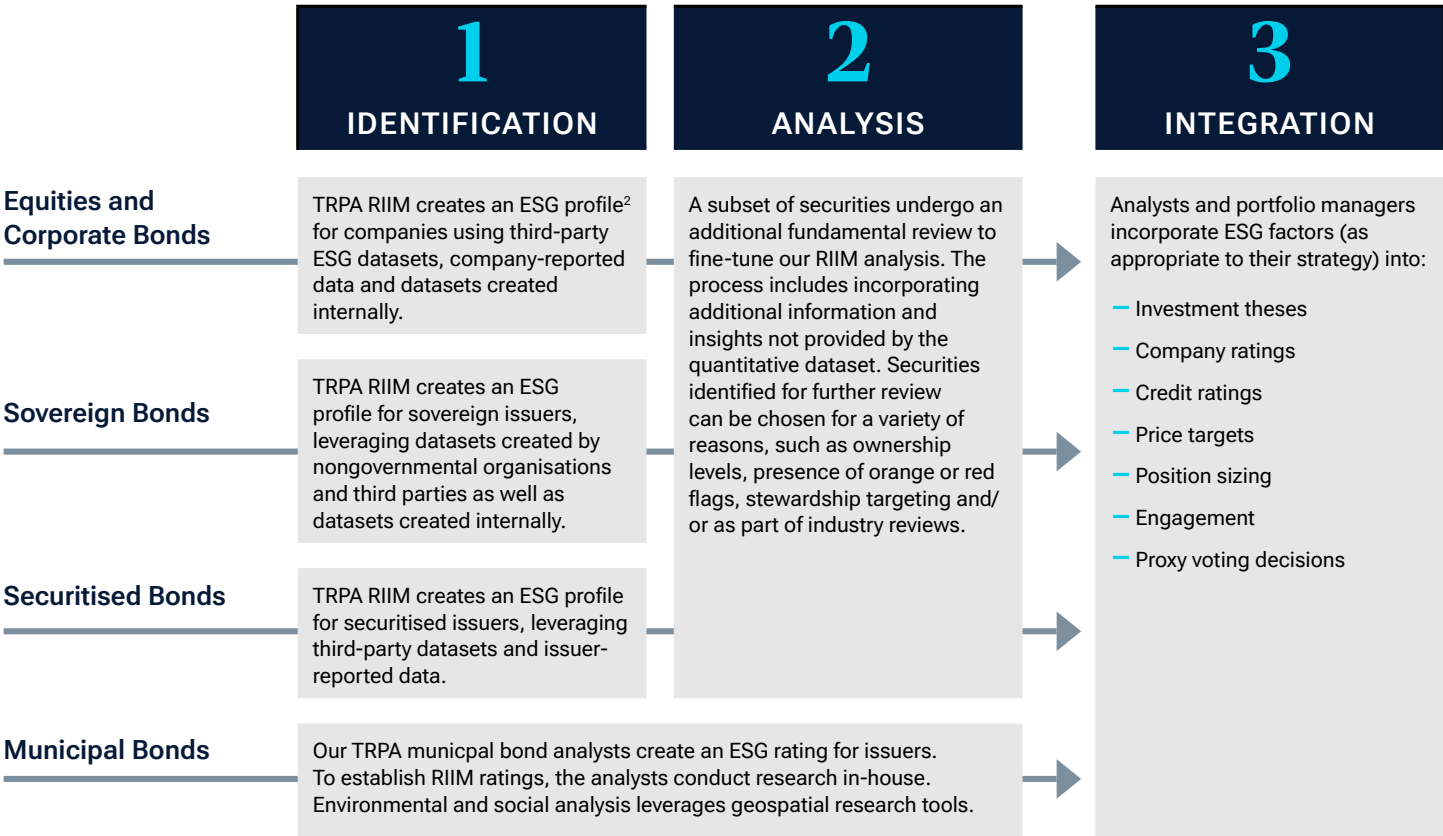 1
IDENTIFICATION
2
ANALYSIS
3
INTEGRATION
Equities and
Corporate Bonds
TRPA RIIM creates an ESG profile2
for companies using third-party
ESG datasets, company-reported
data and datasets created
internally.
A subset of securities undergo an
additional fundamental review to
fine-tune our RIIM analysis. The
process includes incorporating
additional information and
insights not provided by the
quantitative dataset. Securities
identified for further review
can be chosen for a variety of
reasons, such as ownership
levels, presence of orange or red
flags, stewardship targeting and/
or as part of industry reviews.
Analysts and portfolio managers
incorporate ESG factors (as
appropriate to their strategy) into:
– Investment theses
– Company ratings
– Credit ratings
– Price targets
– Position sizing
– Engagement
– Proxy voting decisions
Sovereign Bonds
TRPA RIIM creates an ESG
profile for sovereign issuers,
leveraging datasets created by
nongovernmental organisations
and third parties as well as
datasets created internally.
Securitised Bonds
TRPA RIIM creates an ESG profile
for securitised issuers, leveraging
third-party datasets and issuer-
reported data.
Municipal Bonds
Our TRPA municpal bond analysts create an ESG rating for issuers.
To establish RIIM ratings, the analysts conduct research in-house.
Environmental and social analysis leverages geospatial research tools.